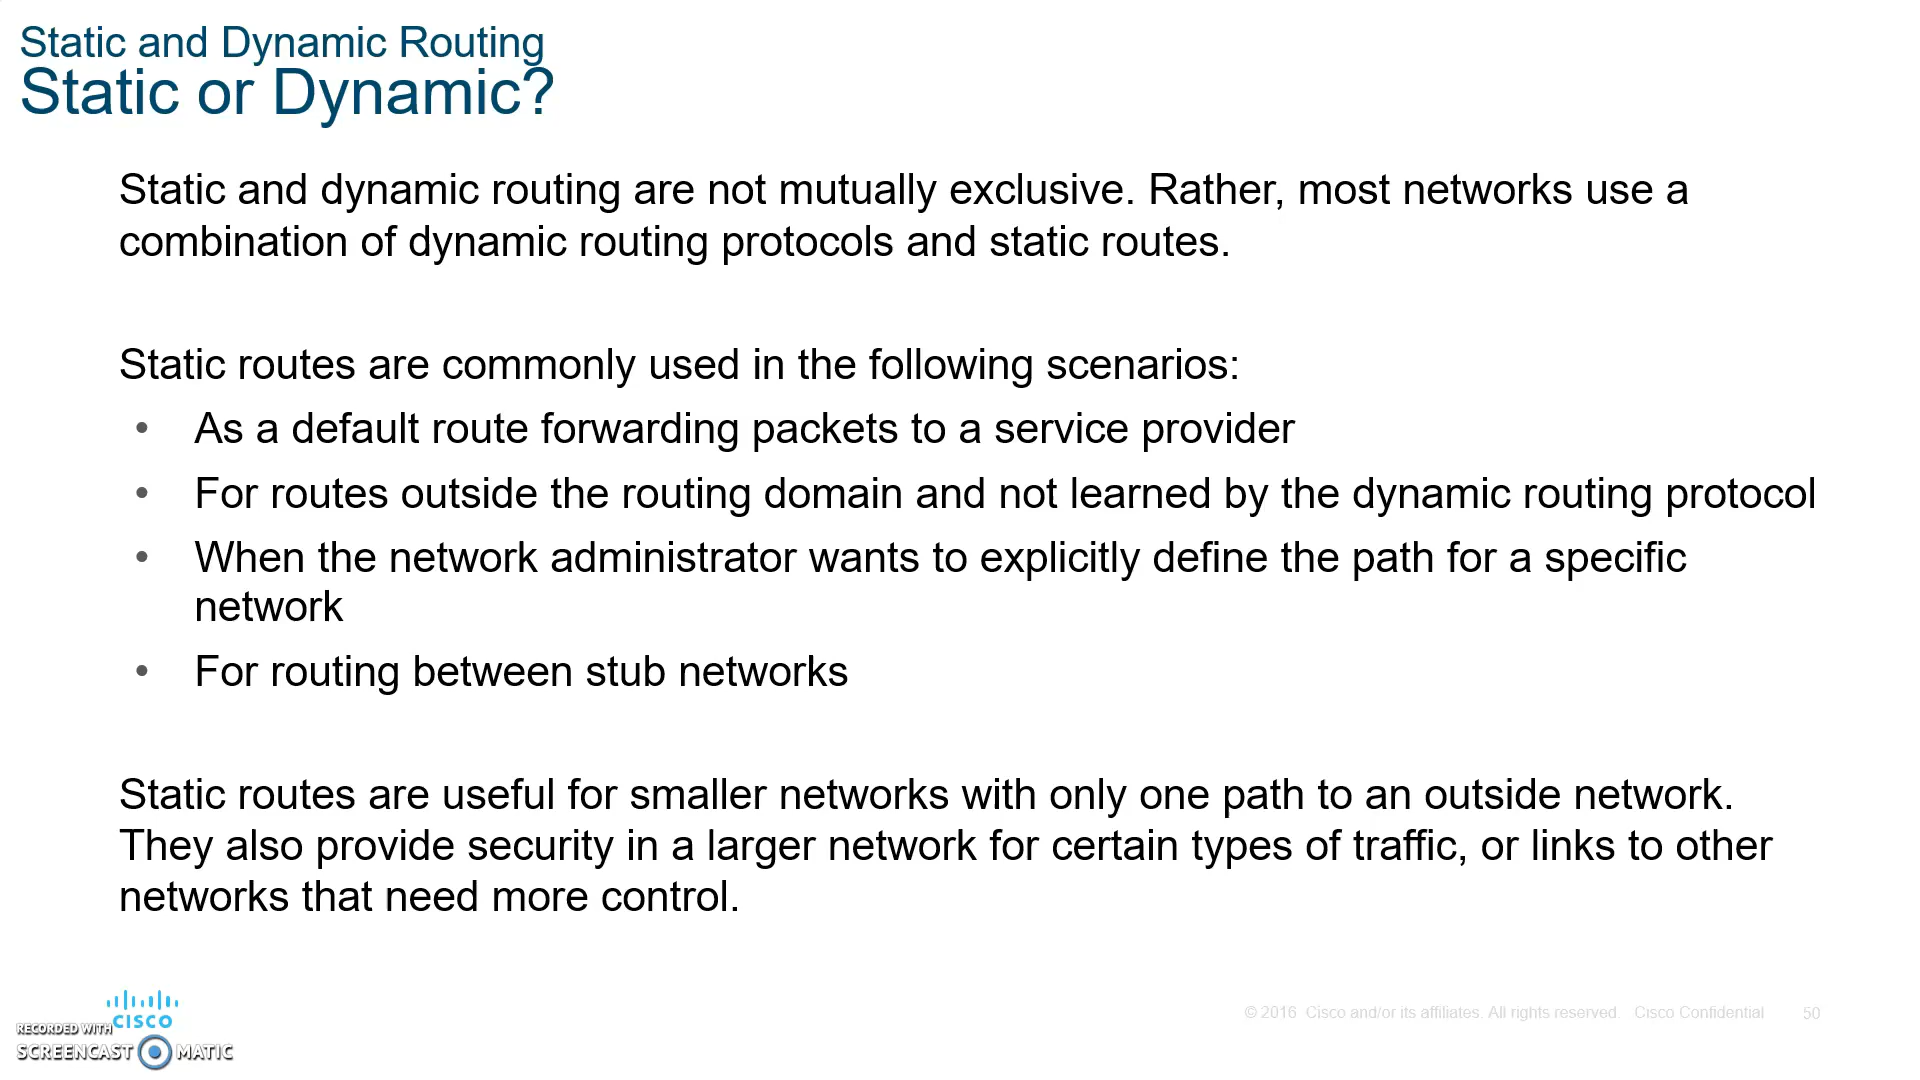 Static and Dynamic Routing
Static or Dynamic?
Static and dynamic routing are not mutually exclusive. Rather, most networks use a
combination of dynamic routing protocols and static routes.
Static routes are commonly used in the following scenarios:
• As a default route forwarding packets to a service provider
• For routes outside the routing domain and not learned by the dynamic routing protocol
• When the network administrator wants to explicitly define the path for a specific
network
• For routing between stub networks
Static routes are useful for smaller networks with only one path to an outside network.
They also provide security in a larger network for certain types of traffic, or links to other
networks that need more control.
CISCO
RECORDED WITH
SCREENCAST MATIC
© 2016 Cisco and/or its affiliates. All rights reserved. Cisco Confidential 50